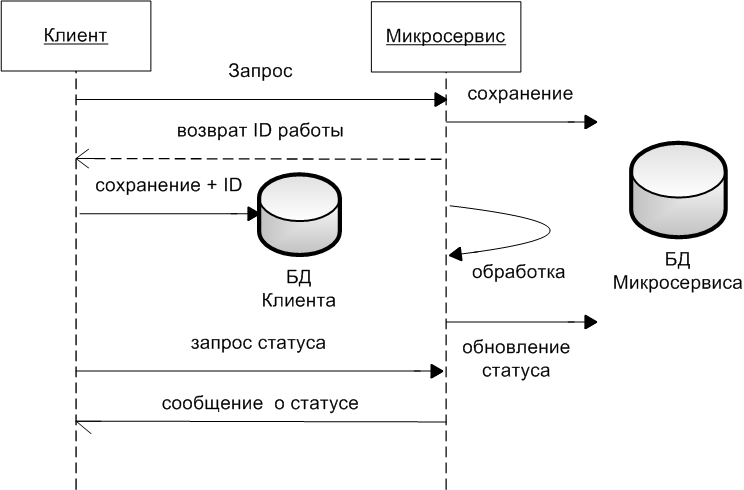 Клиент
Микросервис
Запрос
сохранение
возврат ID работы
сохранение + ID
БД
Клиента
обработка
БД
Микросервиса
запрос статуса
обновление
статуса
сообщение о статусе